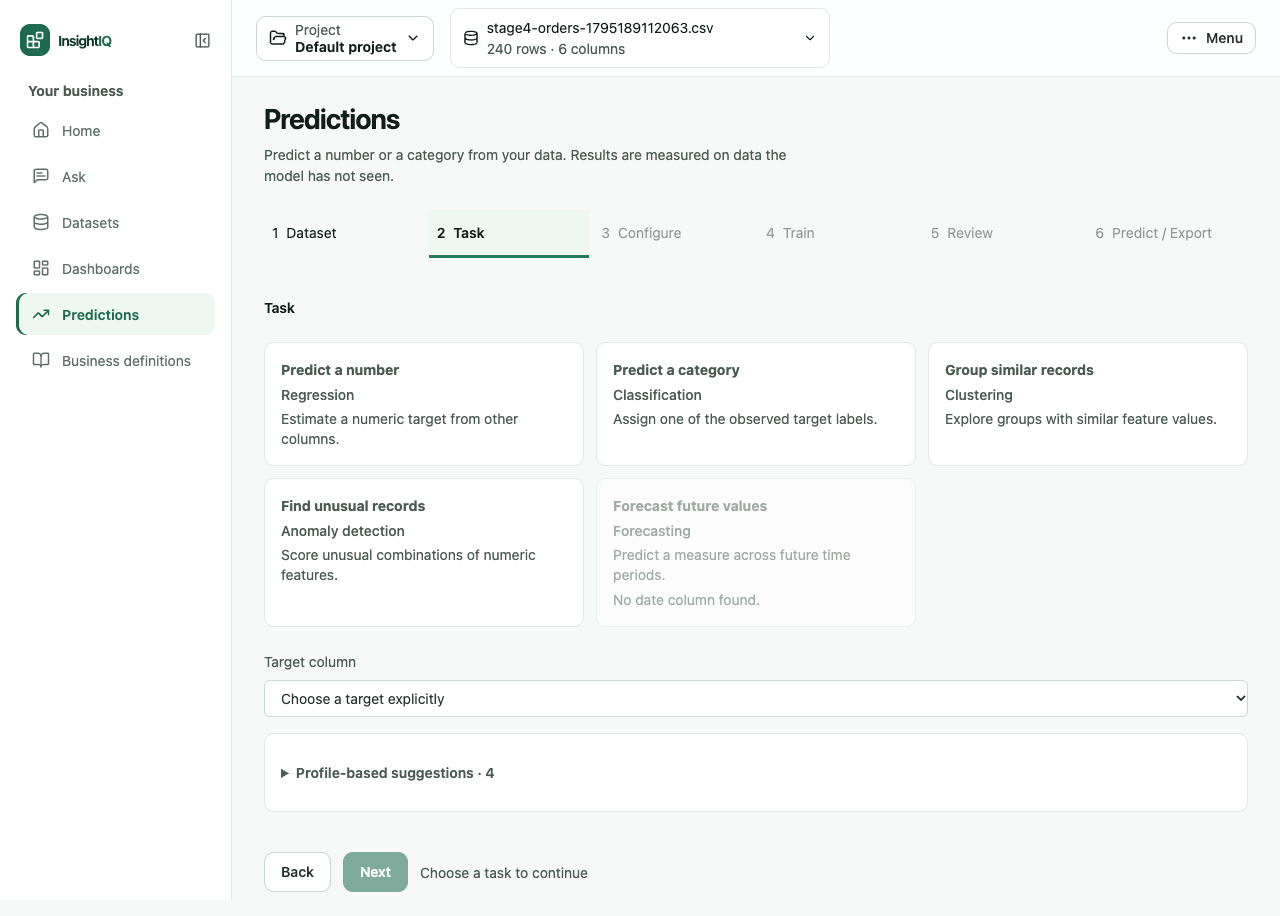 InsightIQ
Project
Default project
stage4-orders-1795189112063.csv
240 rows · 6 columns
Menu
Your business
Home
Ask
Datasets
Dashboards
Predictions
Business definitions
Predictions
Predict a number or a category from your data. Results are measured on data the
model has not seen.
1 Dataset
2 Task
3 Configure
4 Train
5 Review
6 Predict / Export
Task
Predict a number
Regression
Estimate a numeric target from other
columns.
Predict a category
Classification
Assign one of the observed target labels.
Group similar records
Clustering
Explore groups with similar feature values.
Find unusual records
Anomaly detection
Score unusual combinations of numeric
features.
Forecast future values
Forecasting
Predict a measure across future time
periods.
No date column found.
Target column
Choose a target explicitly
Profile-based suggestions · 4
Back
Next
Choose a task to continue